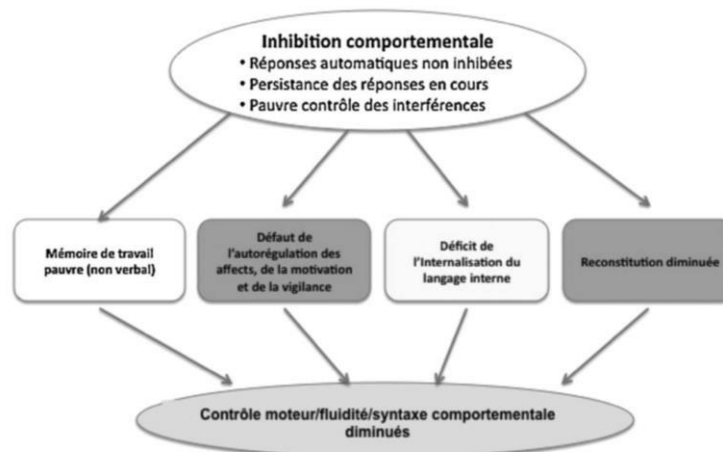 Inhibition comportementale
• Réponses automatiques non inhibées
• Persistance des réponses en cours
• Pauvre contrôle des interférences
Mémoire de travail
pauvre (non verbal)
Défaut de
l'autorégulation des
affects, de la motivation
et de la vigilance
Déficit de
l'Internalisation du
langage interne
Reconstitution diminuée
Contrôle moteur/fluidité/syntaxe comportementale
diminués